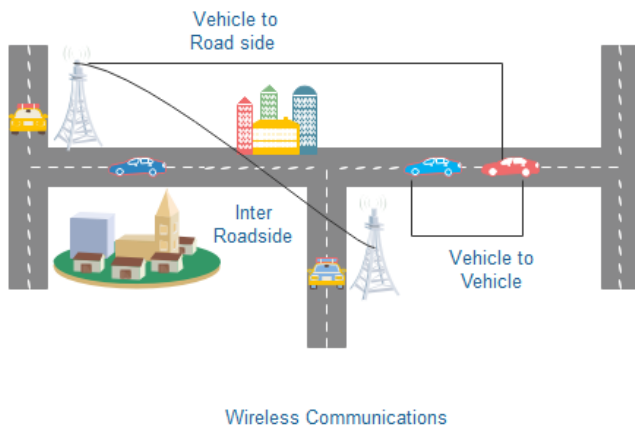 Vehicle to
Road side
Inter
Roadside
Vehicle to
Vehicle
Wireless Communications